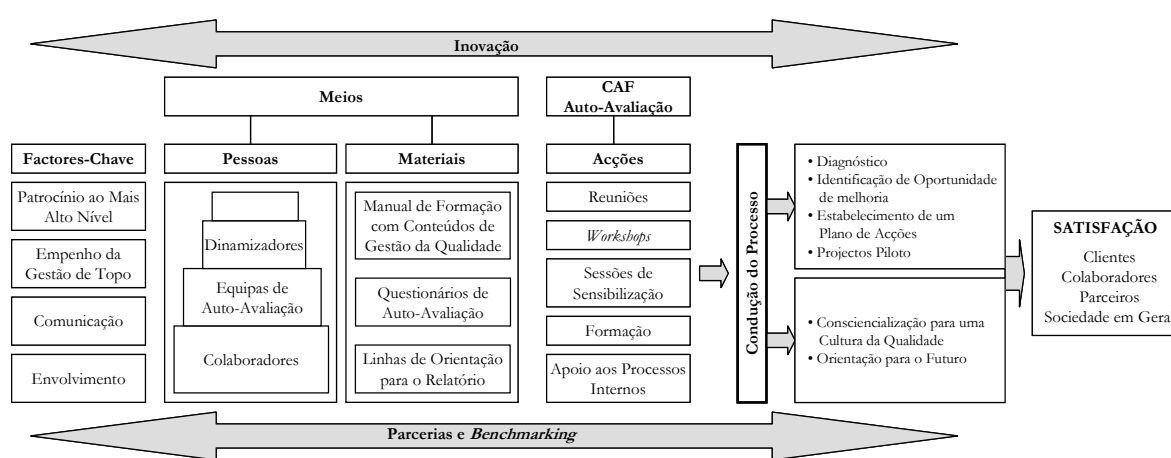 Inovação
Meios
CAF
Auto-Avaliação
Factores-Chave
Patrocínio ao Mais
Alto Nível
Empenho da
Gestão de Topo
Comunicação
Envolvimento
Pessoas
Dinamizadores
Equipas de
Auto-Avaliação
Colaboradores
Materiais
Manual de Formação
com Conteúdos de
Gestão da Qualidade
Questionários de
Auto-Avaliação
Linhas de Orientação
para o Relatório
Acções
Reuniões
Workshops
Sessões de
Sensibilização
Formação
Apoio aos Processos
Internos
Condução do Processo
• Diagnóstico
• Identificação de Oportunidade
de melhoria
• Estabelecimento de um
Plano de Acções
• Projectos Piloto
• Consciencialização para uma
Cultura da Qualidade
• Orientação para o Futuro
SATISFAÇÃO
Clientes
Colaboradores
Parceiros
Sociedade em Gera
Parcerias e Benchmarking